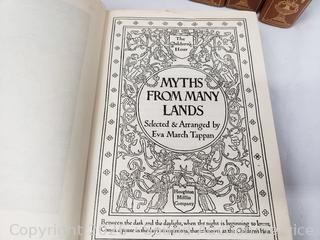 The
Children's
Hour
MYTHS
FROM MANY
LANDS
Selected & Arranged by
Eva March Tappan
Houghton
Mifflin
Company
Between the dark and the daylight, when the night is beginning to lower,
Comes a pause in the day's occupations, that is known as the Children's Hour
Copyright